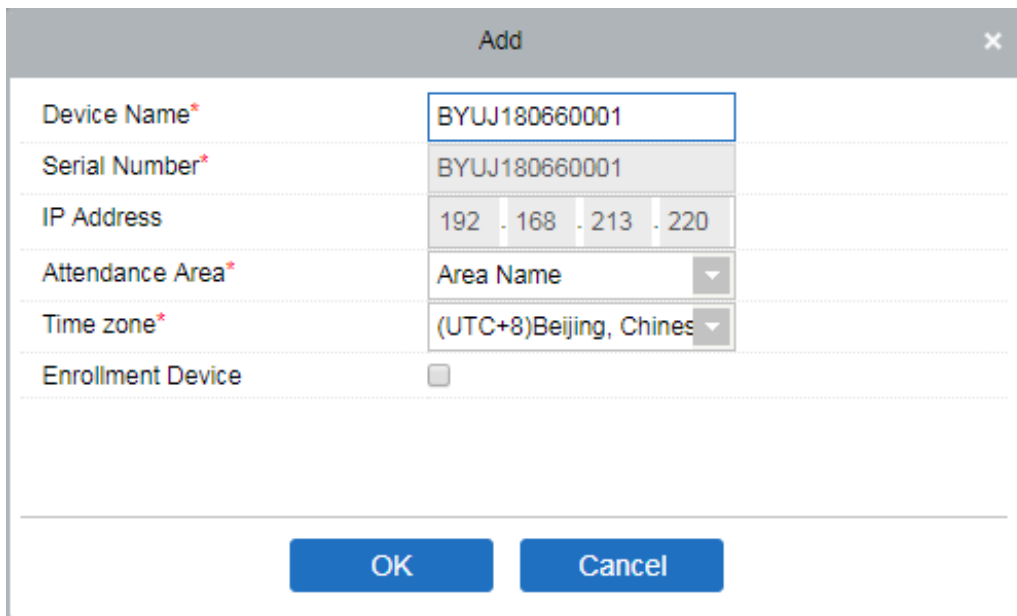 Add ×
Device Name* BYUJ180660001
Serial Number* BYUJ180660001
IP Address 192 . 168 . 213 . 220
Attendance Area* Area Name
Time zone* (UTC+8)Beijing, Chines
Enrollment Device
OK Cancel